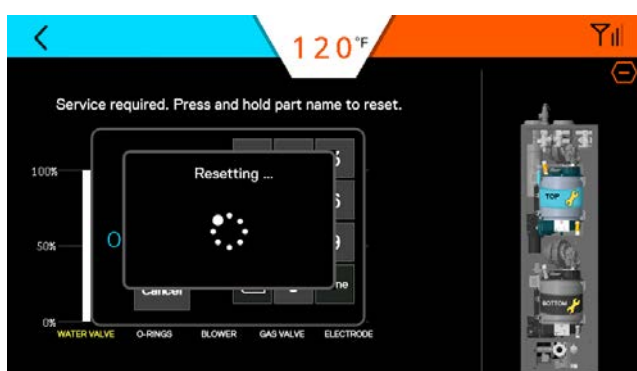 120°F
Service required. Press and hold part name to reset.
100%
50%
0%
Resetting ...
Cancel
TOP
BOTTOM
WATER VALVE O-RINGS BLOWER GAS VALVE ELECTRODE